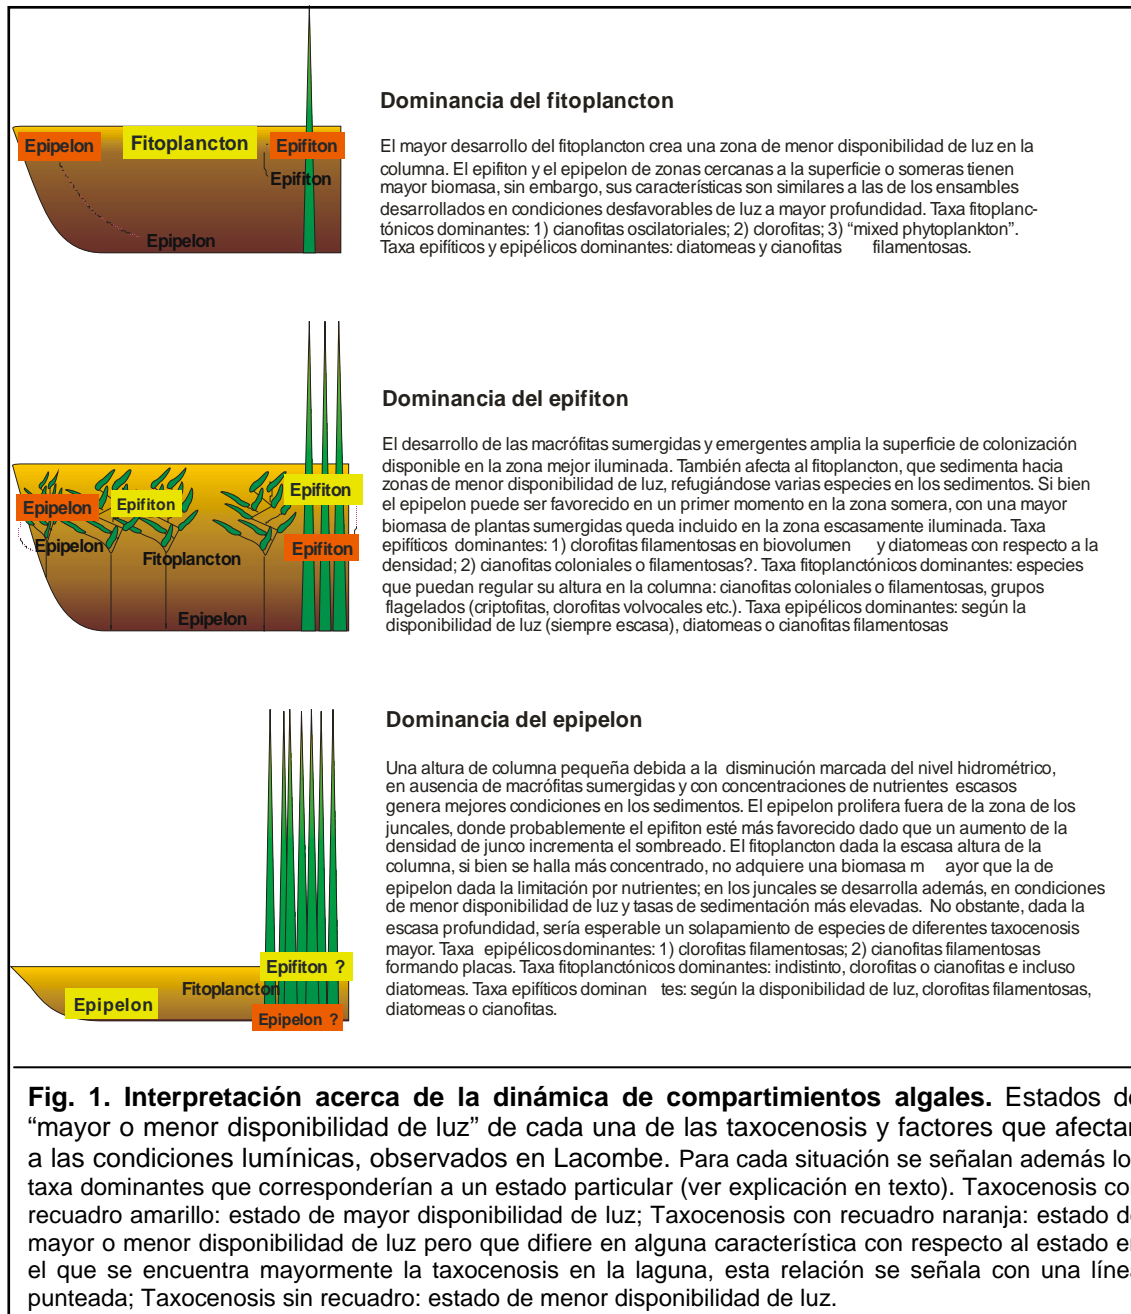 Dominancia del fitoplancton
Epipelon
Fitoplancton
Epifiton
Epifiton
Epipelon
El mayor desarrollo del fitoplancton crea una zona de menor disponibilidad de luz en la
columna. El epifiton y el epipelon de zonas cercanas a la superficie o someras tienen
mayor biomasa, sin embargo, sus características son similares a las de los ensambles
desarrollados en condiciones desfavorables de luz a mayor profundidad. Taxa fitoplanc-
tónicos dominantes: 1) cianofitas oscilatoriales; 2) clorofitas; 3) “mixed phytoplankton”.
Taxa epifíticos y epipélicos dominantes: diatomeas y cianofitas filamentosas.
Dominancia del epifiton
Epipelon
Epifiton
Epifiton
Epipelon
Fitoplancton
Epifiton
Epipelon
El desarrollo de las macrófitas sumergidas y emergentes amplia la superficie de colonización
disponible en la zona mejor iluminada. También afecta al fitoplancton, que sedimenta hacia
zonas de menor disponibilidad de luz, refugiándose varias especies en los sedimentos. Si bien
el epipelon puede ser favorecido en un primer momento en la zona somera, con una mayor
biomasa de plantas sumergidas queda incluido en la zona escasamente iluminada. Taxa
epifíticos dominantes: 1) clorofitas filamentosas en biovolumen y diatomeas con respecto a la
densidad; 2) cianofitas coloniales o filamentosas?. Taxa fitoplanctónicos dominantes: especies
que puedan regular su altura en la columna: cianofitas coloniales o filamentosas, grupos
flagelados (criptofitas, clorofitas volvocales etc.). Taxa epipélicos dominantes: según la
disponibilidad de luz (siempre escasa), diatomeas o cianofitas filamentosas
Dominancia del epipelon
Epifiton ?
Fitoplancton
Epipelon
Epipelon ?
Una altura de columna pequeña debida a la disminución marcada del nivel hidrométrico,
en ausencia de macrófitas sumergidas y con concentraciones de nutrientes escasos
genera mejores condiciones en los sedimentos. El epipelon prolifera fuera de la zona de los
juncales, donde probablemente el epifiton esté más favorecido dado que un aumento de la
densidad de junco incrementa el sombreado. El fitoplancton dada la escasa altura de la
columna, si bien se halla más concentrado, no adquiere una biomasa m ayor que la de
epipelon dada la limitación por nutrientes; en los juncales se desarrolla además, en condiciones
de menor disponibilidad de luz y tasas de sedimentación más elevadas. No obstante, dada la
escasa profundidad, sería esperable un solapamiento de especies de diferentes taxocenosis
mayor. Taxa epipélicos dominantes: 1) clorofitas filamentosas; 2) cianofitas filamentosas
formando placas. Taxa fitoplanctónicos dominantes: indistinto, clorofitas o cianofitas e incluso
diatomeas. Taxa epifíticos dominan tes: según la disponibilidad de luz, clorofitas filamentosas,
diatomeas o cianofitas.
Fig. 1. Interpretación acerca de la dinámica de compartimientos algales. Estados de
“mayor o menor disponibilidad de luz” de cada una de las taxocenosis y factores que afectan
a las condiciones lumínicas, observados en Lacombe. Para cada situación se señalan además lo
taxa dominantes que corresponderían a un estado particular (ver explicación en texto). Taxocenosis co
recuadro amarillo: estado de mayor disponibilidad de luz; Taxocenosis con recuadro naranja: estado de
mayor o menor disponibilidad de luz pero que difiere en alguna característica con respecto al estado en
el que se encuentra mayormente la taxocenosis en la laguna, esta relación se señala con una línea
punteada; Taxocenosis sin recuadro: estado de menor disponibilidad de luz.